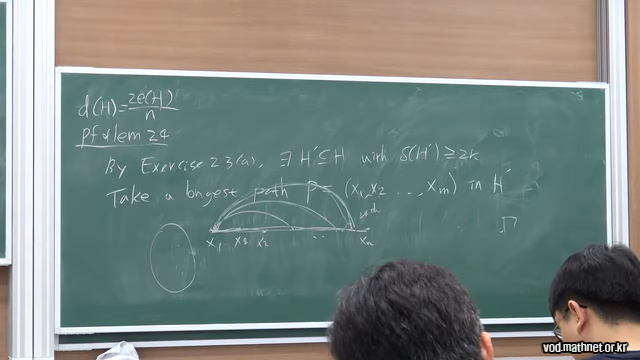 d(H)=2e(H)/n
Pf of lem 24
By Exercise 23(a), ∃ H'⊆H with δ(H')≥2k
Take a longest path P = (x₁,x₂ ..., xₘ) in H'
x₁ x₂ ... xₘ
vod.mathnet.or.kr